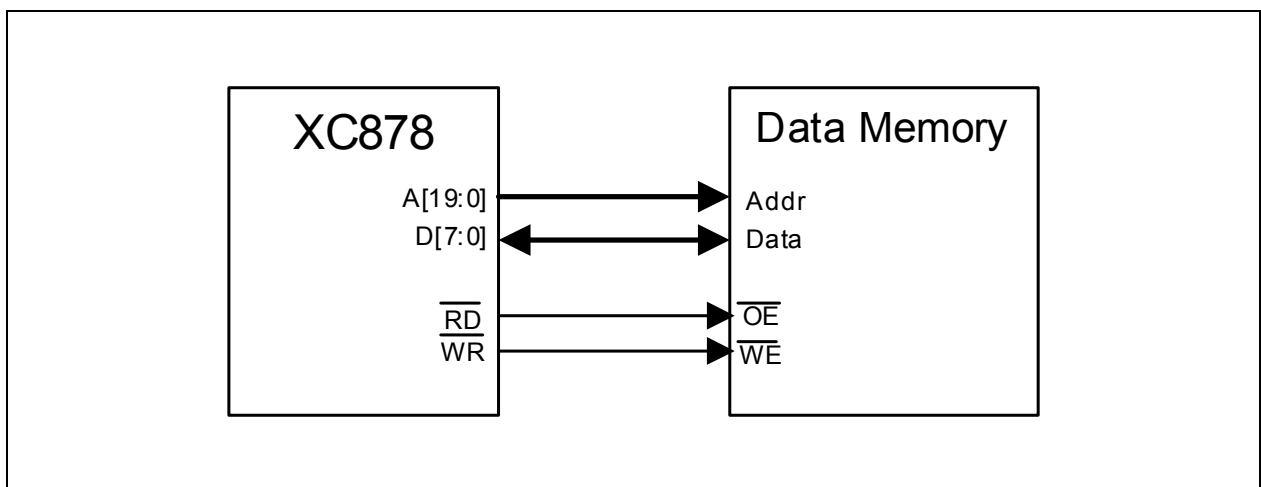 XC878
A[19:0]
D[7:0]
RD
WR
Data Memory
Addr
Data
OE
WE